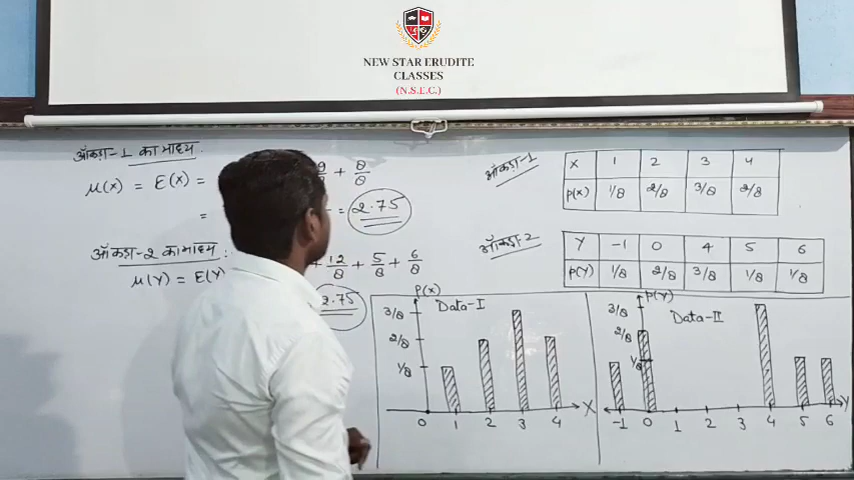 NEW STAR ERUDITE
CLASSES
(N.S.E.C.)
आँकड़ा-1 का माध्य.
μ(X) = E(X) =
+ 8/8
=
= 2.75
आँकड़ा-2 का माध्य :
μ(Y) = E(Y)
+ 12/8 + 5/8 + 6/8
2.75
आँकड़ा-1
X 1 2 3 4
P(X) 1/8 2/8 3/8 2/8
आँकड़ा-2
Y -1 0 4 5 6
P(Y) 1/8 2/8 3/8 1/8 1/8
P(X)
Data-I
3/8
2/8
1/8
0 1 2 3 4 X
P(Y)
Data-II
3/8
2/8
1/8
-1 0 1 2 3 4 5 6 Y